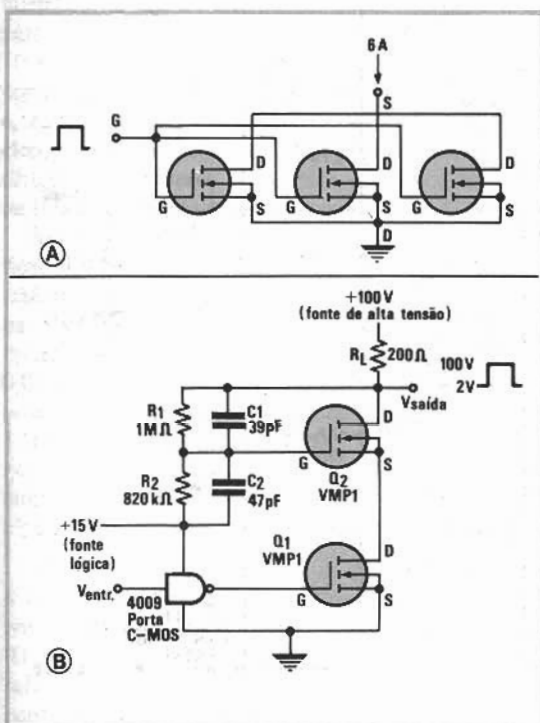 6A
G
S
D
D
D
G
S
G
S
G
S
D
A
+100V
(fonte de alta tensão)
RL
200Ω
100V
2V
Vsaída
R1
1MΩ
C1
39pF
D
G
S
Q2
VMP1
R2
820kΩ
C2
47pF
+15V
(fonte
lógica)
Q1
VMP1
D
Ventr.
G
S
4009
Porta
C-MOS
B